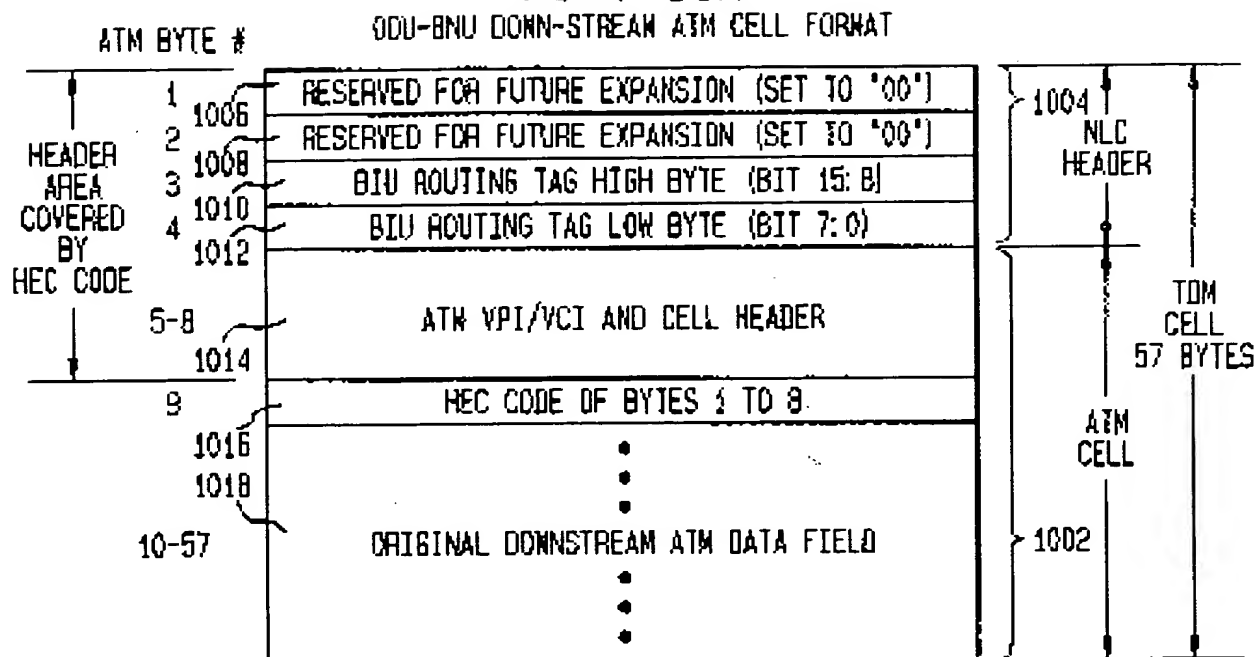 ODU-BNU DOWN-STREAM ATM CELL FORMAT
ATM BYTE #
1
RESERVED FOR FUTURE EXPANSION (SET TO "00")
1006
2
RESERVED FOR FUTURE EXPANSION (SET TO "00")
1008
3
BIU ROUTING TAG HIGH BYTE (BIT 15:8)
1010
4
BIU ROUTING TAG LOW BYTE (BIT 7:0)
1012
HEADER
AREA
COVERED
BY
HEC CODE
5-8
ATM VPI/VCI AND CELL HEADER
1014
9
HEC CODE OF BYTES 1 TO 8
1016
1018
10-57
ORIGINAL DOWNSTREAM ATM DATA FIELD
1004
NLC
HEADER
ATM
CELL
1002
TDM
CELL
57 BYTES